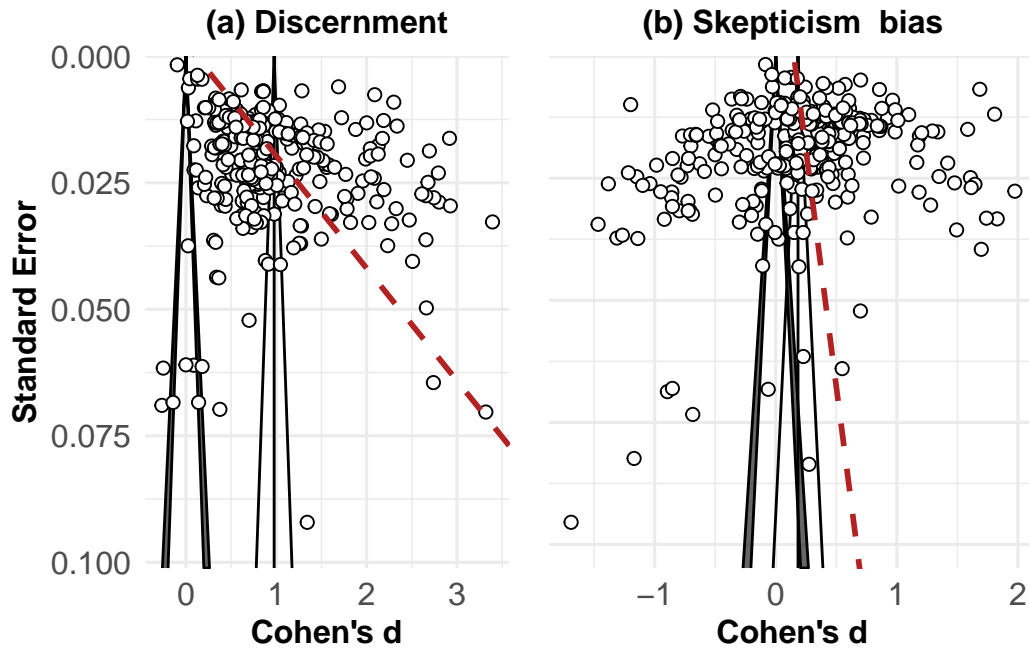 (a) Discernment
(b) Skepticism  bias
Standard Error
0.000
0.025
0.050
0.075
0.100
0
1
2
3
−1
0
1
2
Cohen's d
Cohen's d